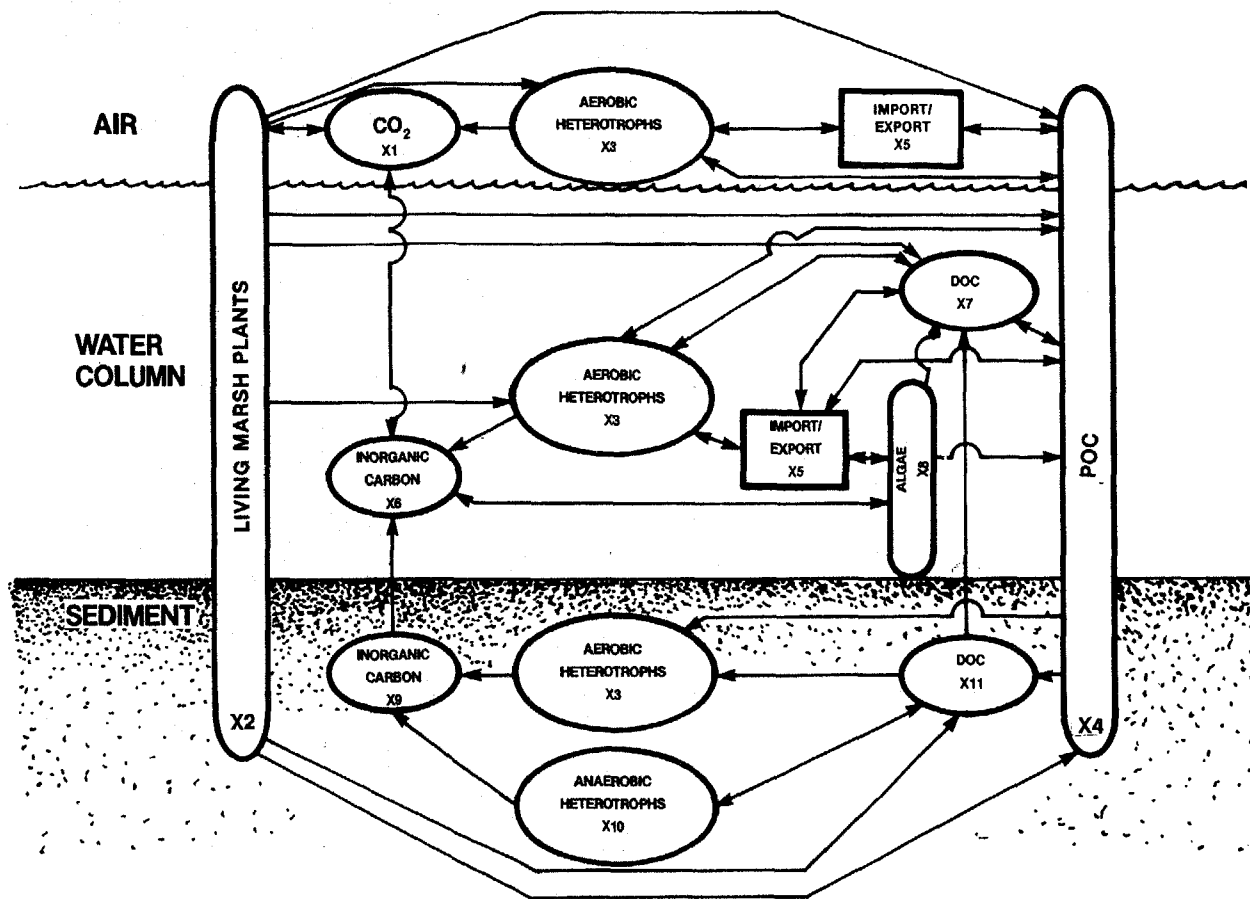 AIR
CO2
X1
AEROBIC
HETEROTROPHS
X3
IMPORT/
EXPORT
X5
WATER
COLUMN
LIVING MARSH PLANTS
X2
DOC
X7
AEROBIC
HETEROTROPHS
X3
IMPORT/
EXPORT
X5
ALGAE
X8
POC
X4
INORGANIC
CARBON
X6
SEDIMENT
INORGANIC
CARBON
X9
AEROBIC
HETEROTROPHS
X3
DOC
X11
ANAEROBIC
HETEROTROPHS
X10